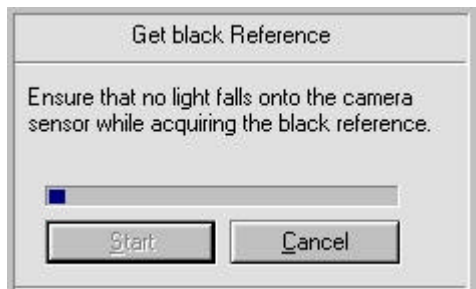 Get black Reference
Ensure that no light falls onto the camera
sensor while acquiring the black reference.
Start
Cancel